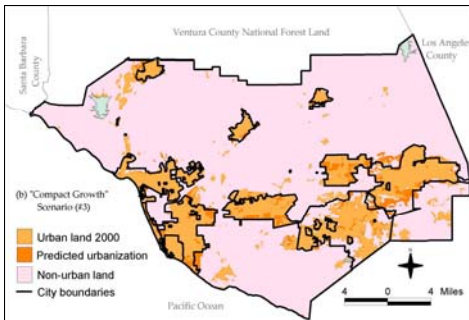 Ventura County National Forest Land
Santa Barbara
County
Los Angeles
County
(b) "Compact Growth"
Scenario (#3)
Urban land 2000
Predicted urbanization
Non-urban land
City boundaries
Pacific Ocean
N
4 0 4 Miles